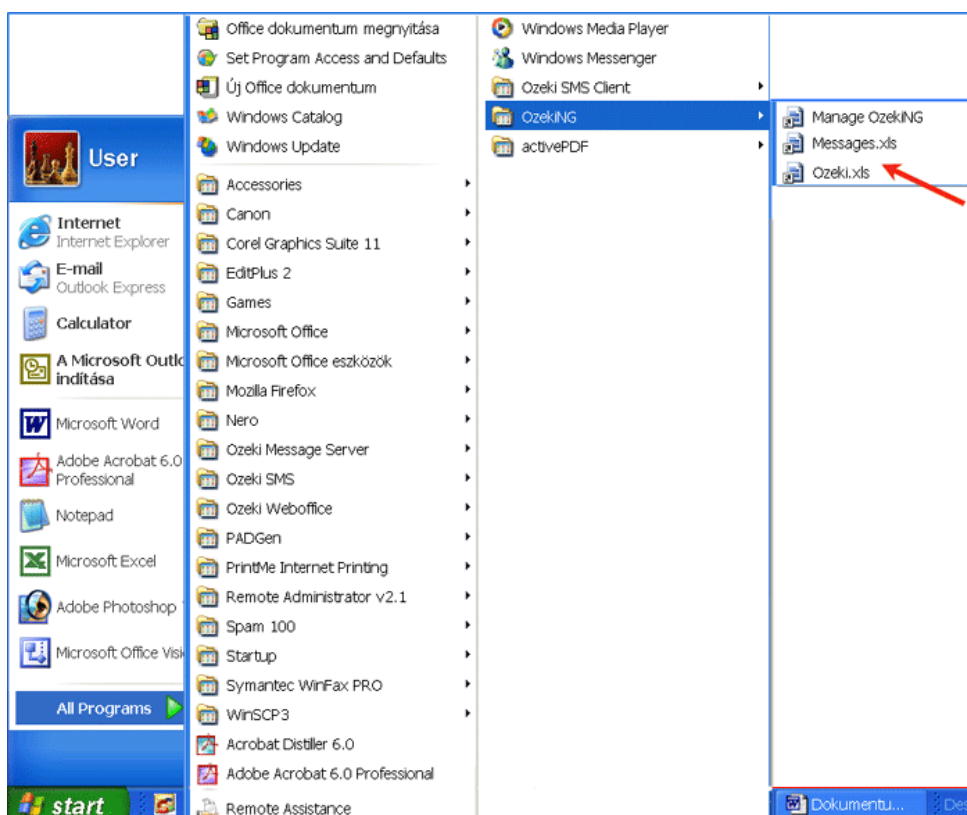 User
Internet
Internet Explorer
E-mail
Outlook Express
Calculator
A Microsoft Outlo
indítása
Microsoft Word
Adobe Acrobat 6.0
Professional
Notepad
Microsoft Excel
Adobe Photoshop
Microsoft Office Visi
All Programs
start
Office dokumentum megnyitása
Set Program Access and Defaults
Új Office dokumentum
Windows Catalog
Windows Update
Accessories
Canon
Corel Graphics Suite 11
EditPlus 2
Games
Microsoft Office
Microsoft Office eszközök
Mozilla Firefox
Nero
Ozeki Message Server
Ozeki SMS
Ozeki Weboffice
PADGen
PrintMe Internet Printing
Remote Administrator v2.1
Spam 100
Startup
Symantec WinFax PRO
WinSCP3
Acrobat Distiller 6.0
Adobe Acrobat 6.0 Professional
Remote Assistance
Windows Media Player
Windows Messenger
Ozeki SMS Client
OzekiNG
activePDF
Manage OzekiNG
Messages.xls
Ozeki.xls
Dokumentu...
Des